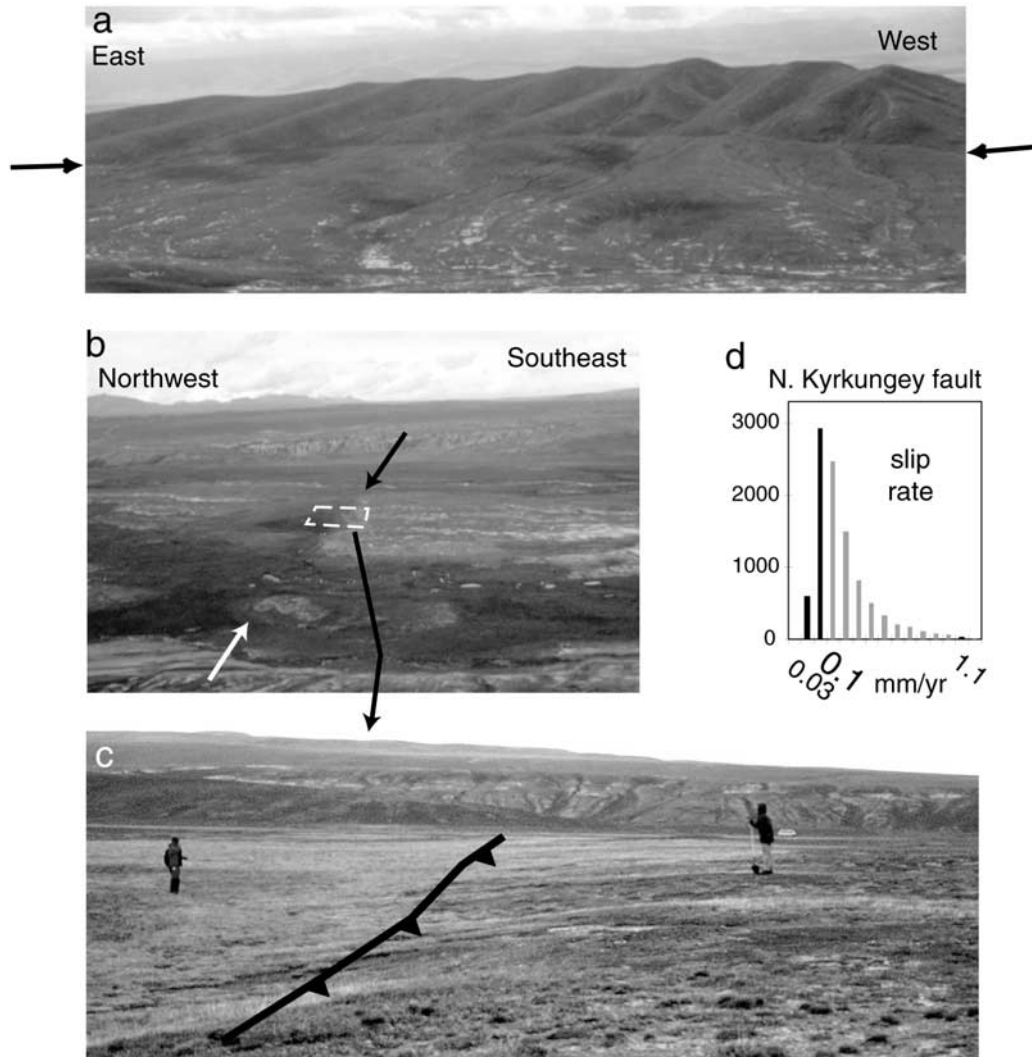 a
East
West
b
Northwest
Southeast
c
d
N. Kyrkungey fault
3000
2000
1000
0
slip
rate
0.03
0.1
1.1
mm/yr